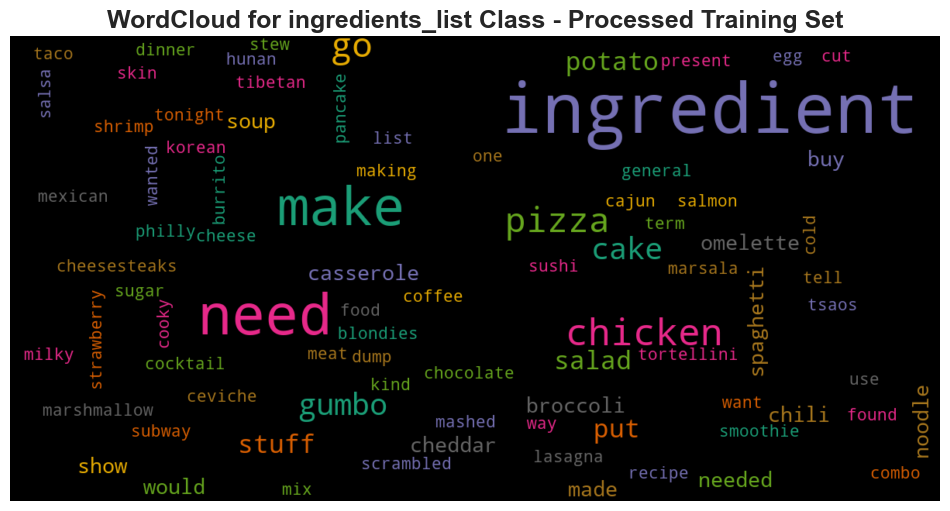 WordCloud for ingredients_list Class - Processed Training Set
taco
dinner
stew
go
hunan
potato
present
egg
cut
salsa
skin
tibetan
pancake
ingredient
shrimp
tonight
soup
list
korean
making
one
general
buy
wanted
burrito
mexican
make
cajun
salmon
philly
cheese
pizza
term
cold
cake
omelette
cheesesteaks
casserole
sushi
marsala
tell
sugar
coffee
spaghetti
strawberry
cooky
need
food
tsaos
blondies
chicken
milky
meat
dump
salad
tortellini
cocktail
chocolate
kind
use
ceviche
marshmallow
gumbo
broccoli
want
chili
found
noodle
subway
mashed
way
put
smoothie
stuff
cheddar
show
scrambled
lasagna
recipe
needed
combo
would
mix
made